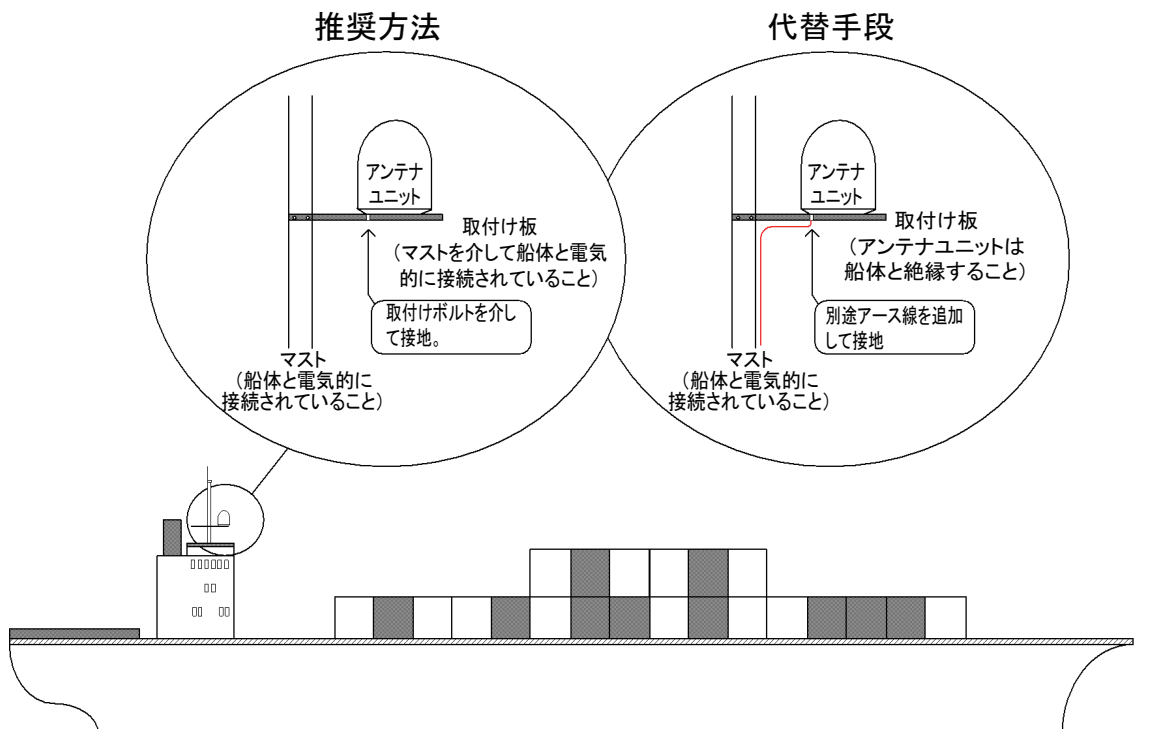 推奨方法
アンテナ
ユニット
取付け板
（マストを介して船体と電気
的に接続されていること）
取付けボルトを介し
て接地。
マスト
（船体と電気的に
接続されていること）
代替手段
アンテナ
ユニット
取付け板
（アンテナユニットは
船体と絶縁すること）
別途アース線を追加
して接地
マスト
（船体と電気的に
接続されていること）